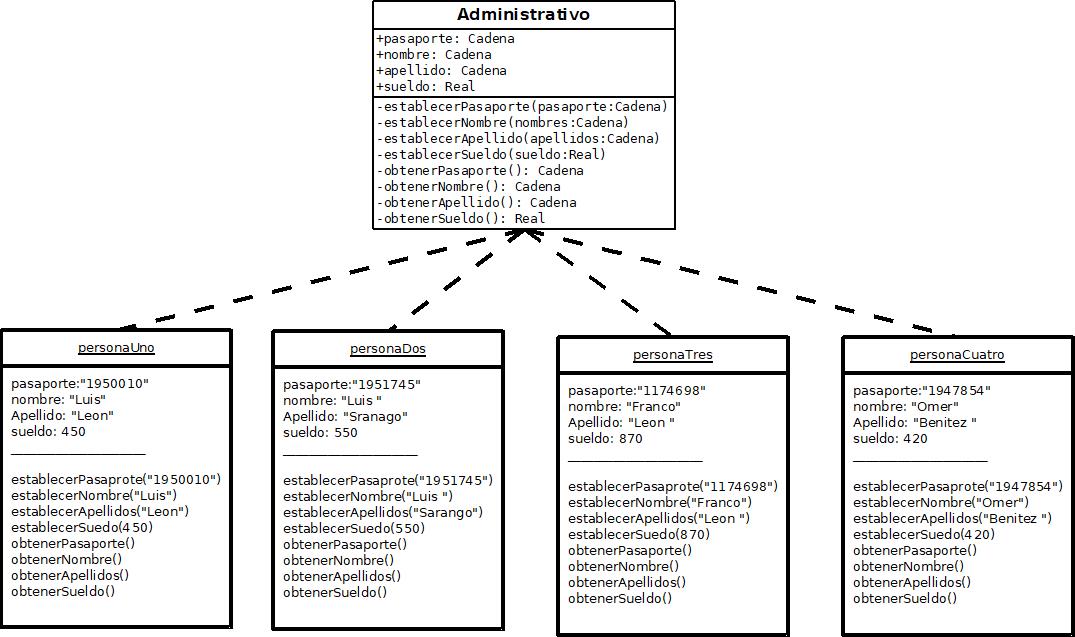 Administrativo
+pasaporte: Cadena
+nombre: Cadena
+apellido: Cadena
+sueldo: Real
-establecerPasaporte(pasaporte:Cadena)
-establecerNombre(nombres:Cadena)
-establecerApellido(apellidos:Cadena)
-establecerSueldo(sueldo:Real)
-obtenerPasaporte(): Cadena
-obtenerNombre(): Cadena
-obtenerApellido(): Cadena
-obtenerSueldo(): Real
personaUno
pasaporte:"1950010"
nombre: "Luis"
Apellido: "Leon"
sueldo: 450
establecerPasaprote("1950010")
establecerNombre("Luis")
establecerApellidos("Leon")
establecerSuedo(450)
obtenerPasaporte()
obtenerNombre()
obtenerApellidos()
obtenerSueldo()
personaDos
pasaporte:"1951745"
nombre: "Luis "
Apellido: "Sranago"
sueldo: 550
establecerPasaprote("1951745")
establecerNombre("Luis ")
establecerApellidos("Sarango")
establecerSuedo(550)
obtenerPasaporte()
obtenerNombre()
obtenerApellidos()
obtenerSueldo()
personaTres
pasaporte:"1174698"
nombre: "Franco"
Apellido: "Leon "
sueldo: 870
establecerPasaprote("1174698")
establecerNombre("Franco")
establecerApellidos("Leon ")
establecerSuedo(870)
obtenerPasaporte()
obtenerNombre()
obtenerApellidos()
obtenerSueldo()
personaCuatro
pasaporte:"1947854"
nombre: "Omer"
Apellido: "Benitez "
sueldo: 420
establecerPasaprote("1947854")
establecerNombre("Omer")
establecerApellidos("Benitez ")
establecerSuedo(420)
obtenerPasaporte()
obtenerNombre()
obtenerApellidos()
obtenerSueldo()